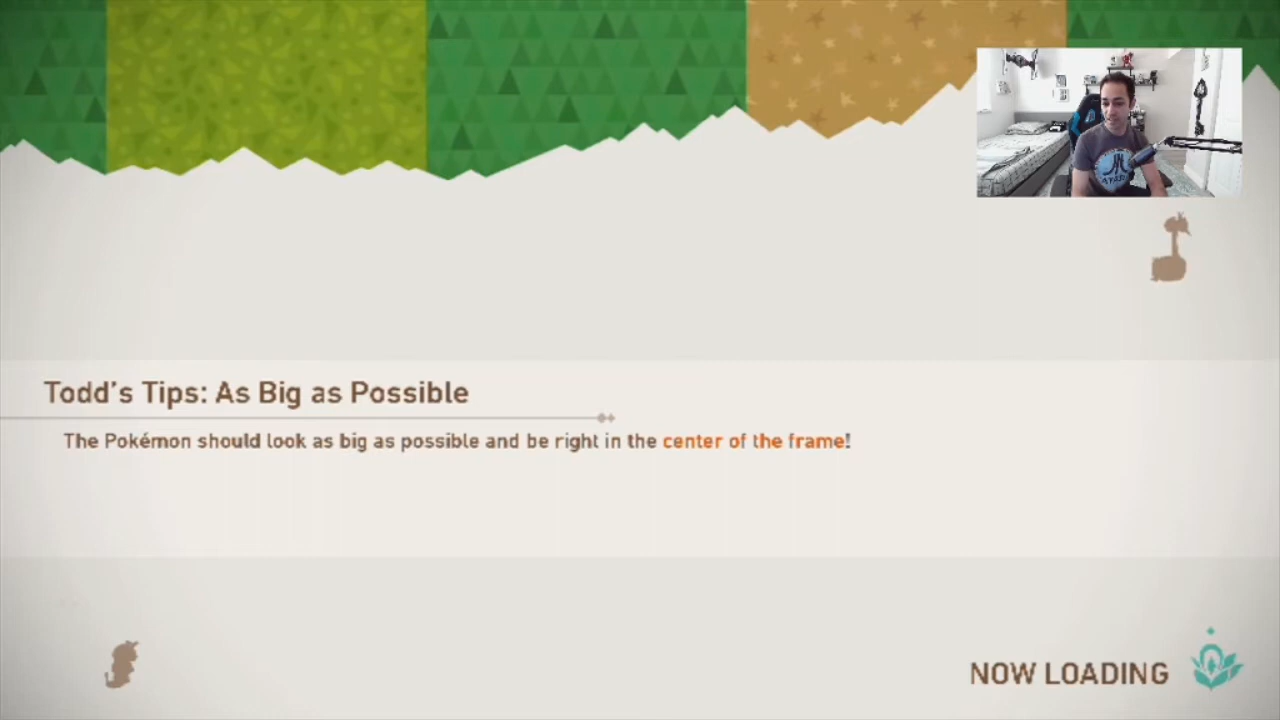 Todd's Tips: As Big as Possible
The Pokémon should look as big as possible and be right in the center of the frame!
NOW LOADING
ATARI